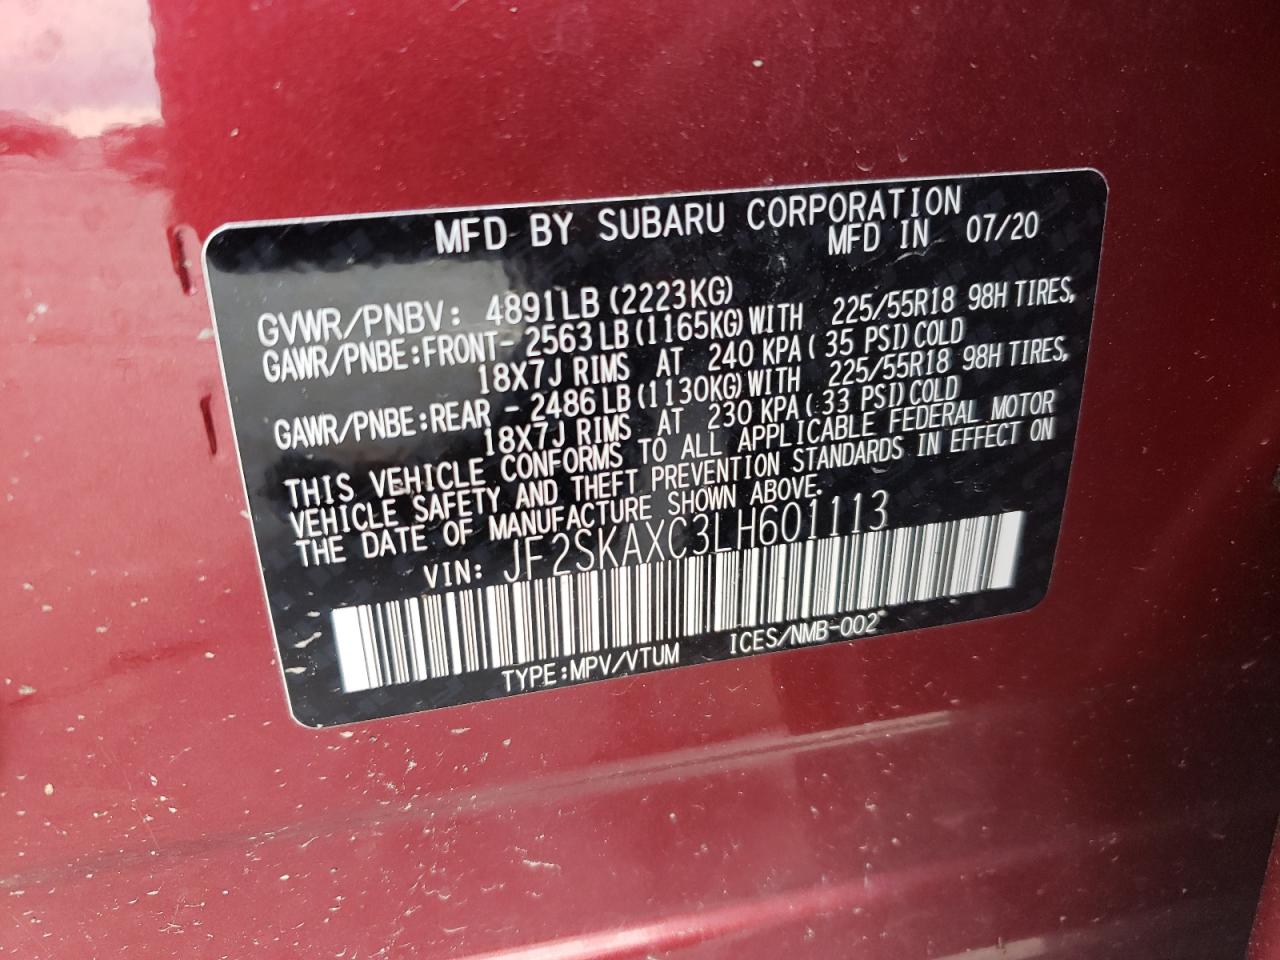 MFD BY SUBARU CORPORATION
MFD IN 07/20
GVWR/PNBV: 4891LB (2223KG)
GAWR/PNBE:FRONT- 2563 LB (1165KG) WITH 225/55R18 98H TIRES,
18X7J RIMS AT 240 KPA( 35 PSI)COLD
GAWR/PNBE:REAR - 2486 LB (1130KG) WITH 225/55R18 98H TIRES,
18X7J RIMS AT 230 KPA( 33 PSI)COLD
THIS VEHICLE CONFORMS TO ALL APPLICABLE FEDERAL MOTOR
VEHICLE SAFETY AND THEFT PREVENTION STANDARDS IN EFFECT ON
THE DATE OF MANUFACTURE SHOWN ABOVE.
VIN: JF2SKAXC3LH601113
TYPE:MPV/VTUM ICES/NMB-002